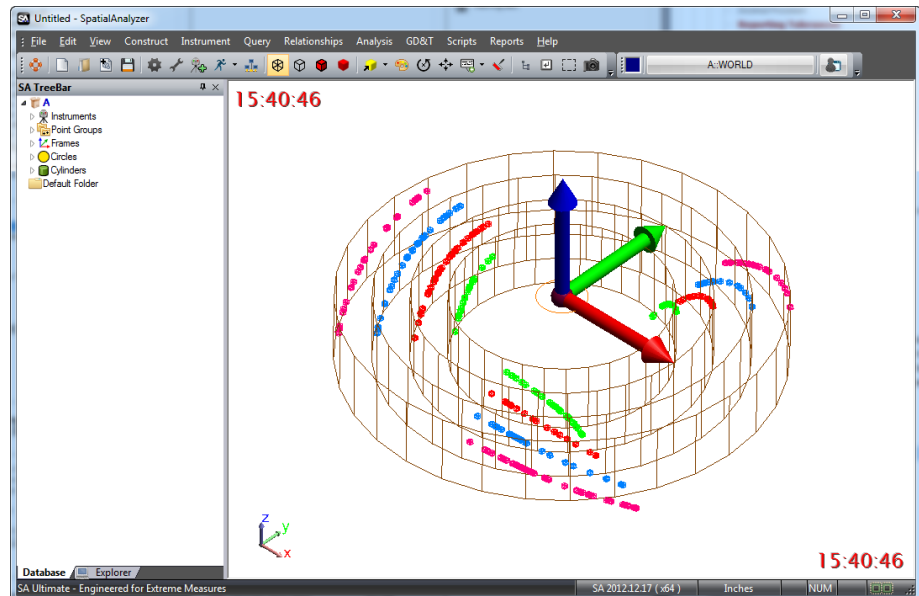 SA Untitled - SpatialAnalyzer
File Edit View Construct Instrument Query Relationships Analysis GD&T Scripts Reports Help
A::WORLD
SA TreeBar
A
Instruments
Point Groups
Frames
Circles
Cylinders
Default Folder
15:40:46
Z
y
x
15:40:46
Database Explorer
SA Ultimate - Engineered for Extreme Measures
SA 2012.12.17 ( x64 )
Inches
NUM